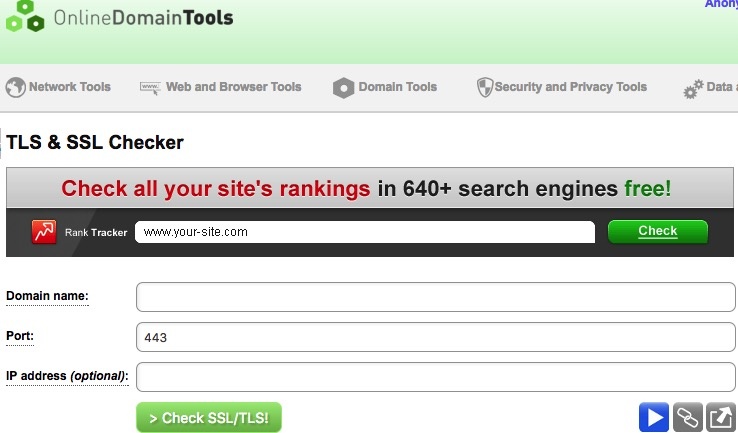 Anony
OnlineDomainTools
Network Tools www. Web and Browser Tools Domain Tools Security and Privacy Tools Data a
TLS & SSL Checker
Check all your site's rankings in 640+ search engines free!
Rank Tracker www.your-site.com Check
Domain name:
Port: 443
IP address (optional):
> Check SSL/TLS!